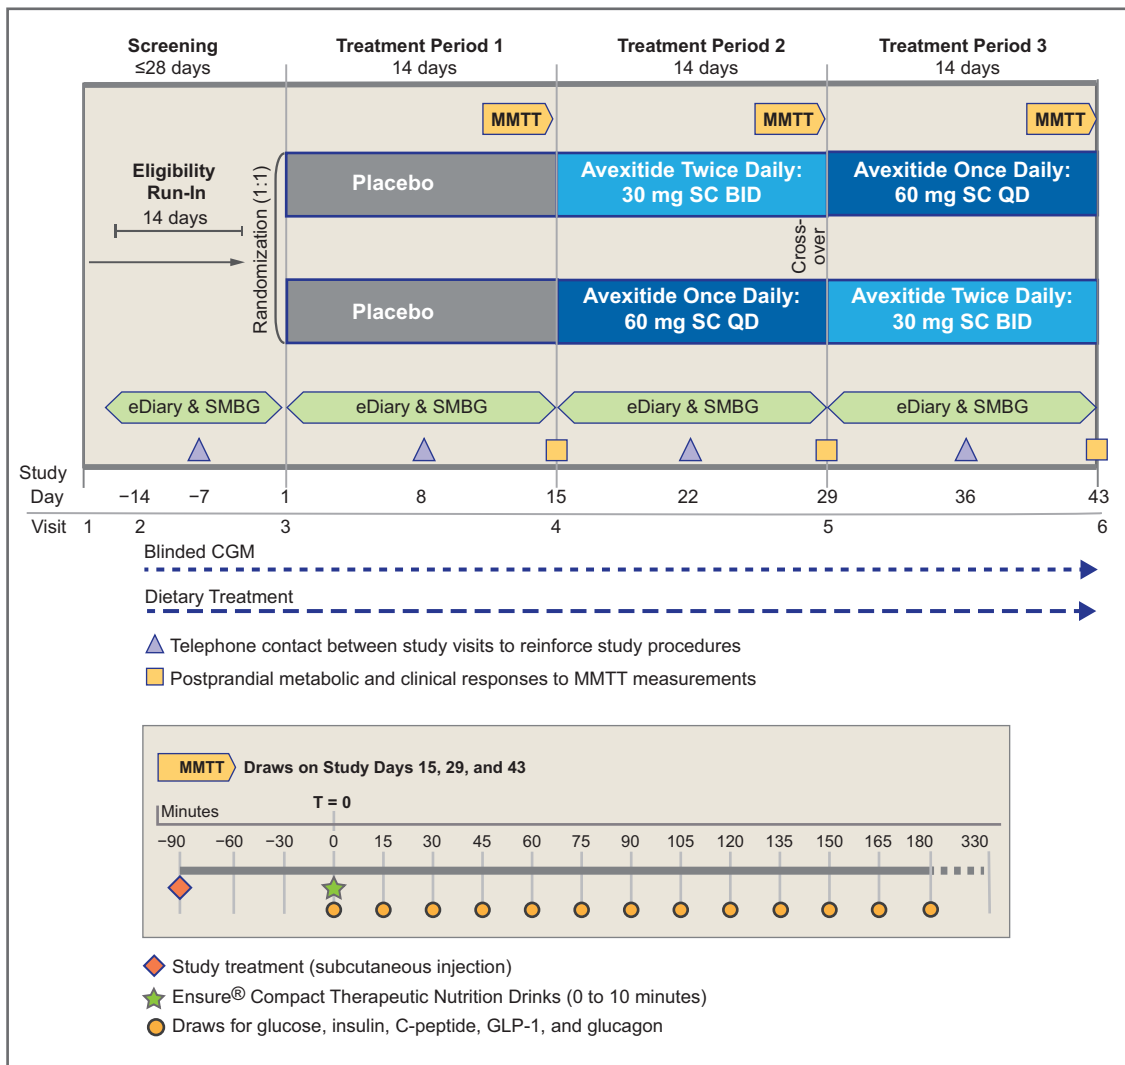 Screening
≤28 days
Treatment Period 1
14 days
Treatment Period 2
14 days
Treatment Period 3
14 days
MMTT
MMTT
MMTT
Eligibility
Run-In
14 days
Randomization (1:1)
Placebo
Avexitide Twice Daily:
30 mg SC BID
Avexitide Once Daily:
60 mg SC QD
Cross-
over
Placebo
Avexitide Once Daily:
60 mg SC QD
Avexitide Twice Daily:
30 mg SC BID
eDiary & SMBG
eDiary & SMBG
eDiary & SMBG
eDiary & SMBG
Study
Day −14 −7 1 8 15 22 29 36 43
Visit 1 2 3 4 5 6
Blinded CGM
Dietary Treatment
Telephone contact between study visits to reinforce study procedures
Postprandial metabolic and clinical responses to MMTT measurements
MMTT Draws on Study Days 15, 29, and 43
T = 0
Minutes
−90 −60 −30 0 15 30 45 60 75 90 105 120 135 150 165 180 330
Study treatment (subcutaneous injection)
Ensure® Compact Therapeutic Nutrition Drinks (0 to 10 minutes)
Draws for glucose, insulin, C-peptide, GLP-1, and glucagon